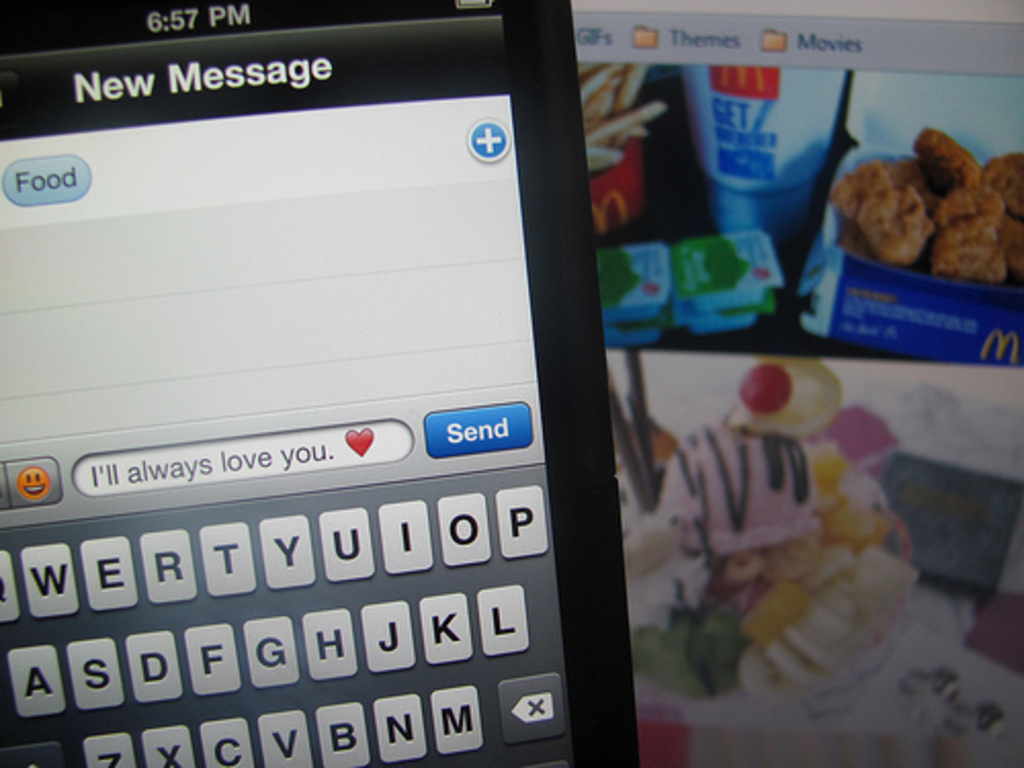 6:57 PM
New Message
GIFs Themes Movies
Food
GET
I'll always love you. ❤️
Send
W E R T Y U I O P
A S D F G H J K L
Z X C V B N M